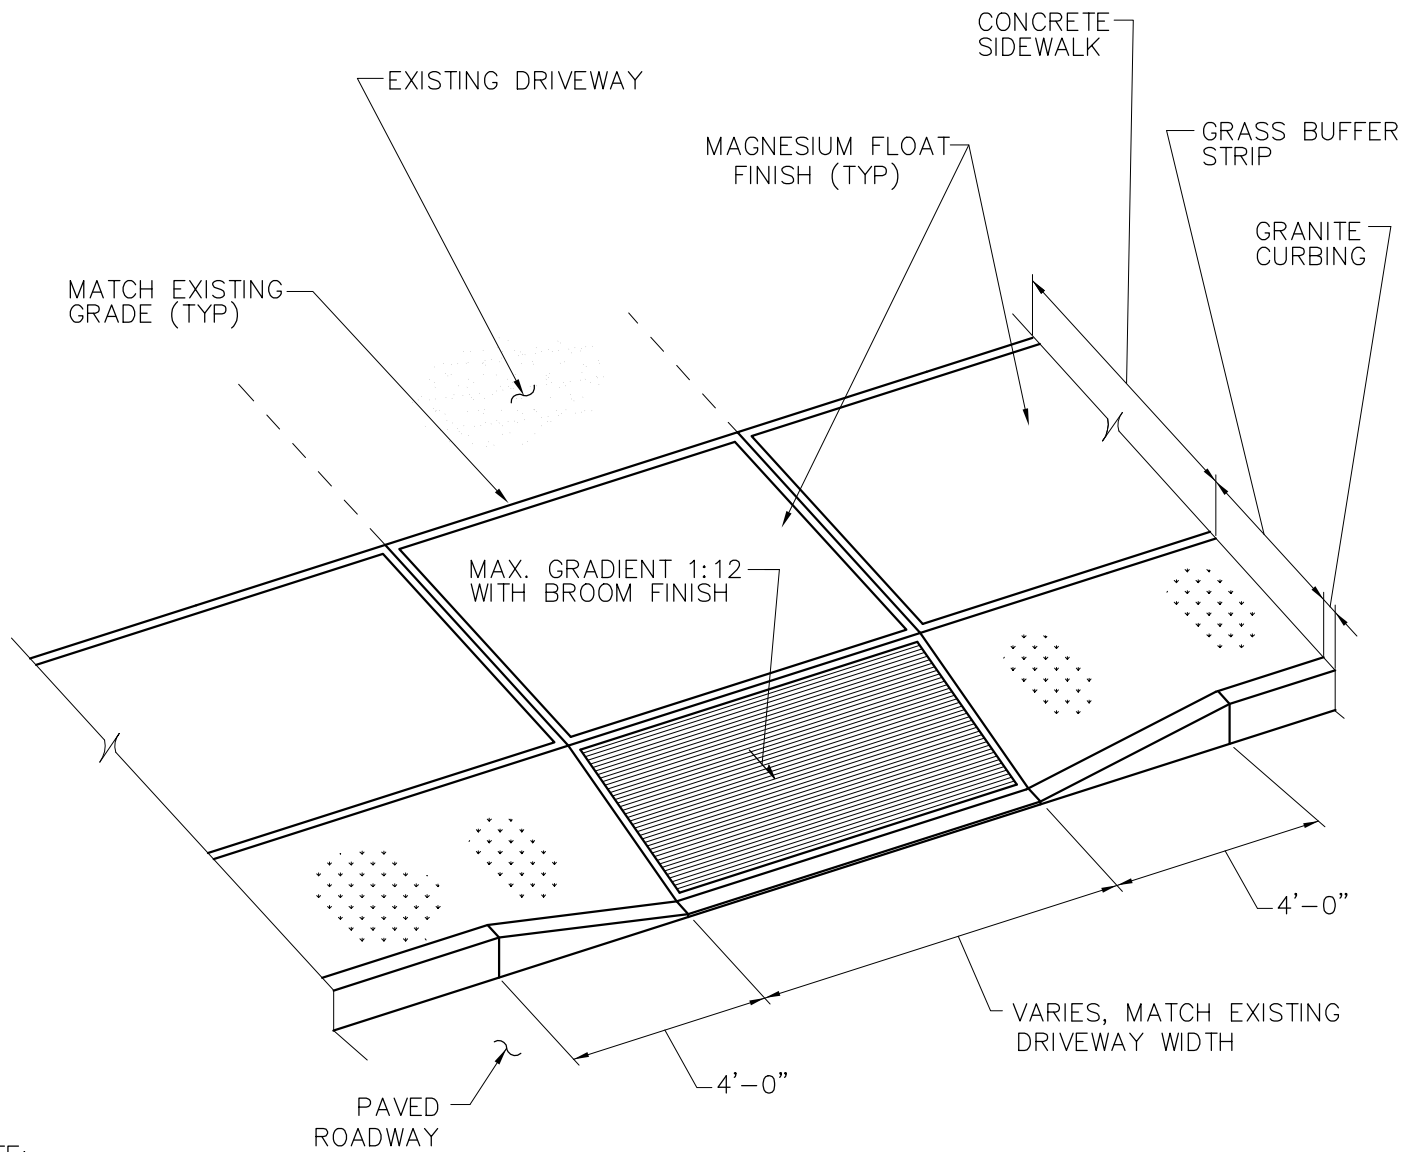 CONCRETE
SIDEWALK
EXISTING DRIVEWAY
GRASS BUFFER
STRIP
MAGNESIUM FLOAT
FINISH (TYP)
GRANITE
CURBING
MATCH EXISTING
GRADE (TYP)
MAX. GRADIENT 1:12
WITH BROOM FINISH
4'-0"
VARIES, MATCH EXISTING
DRIVEWAY WIDTH
4'-0"
PAVED
ROADWAY